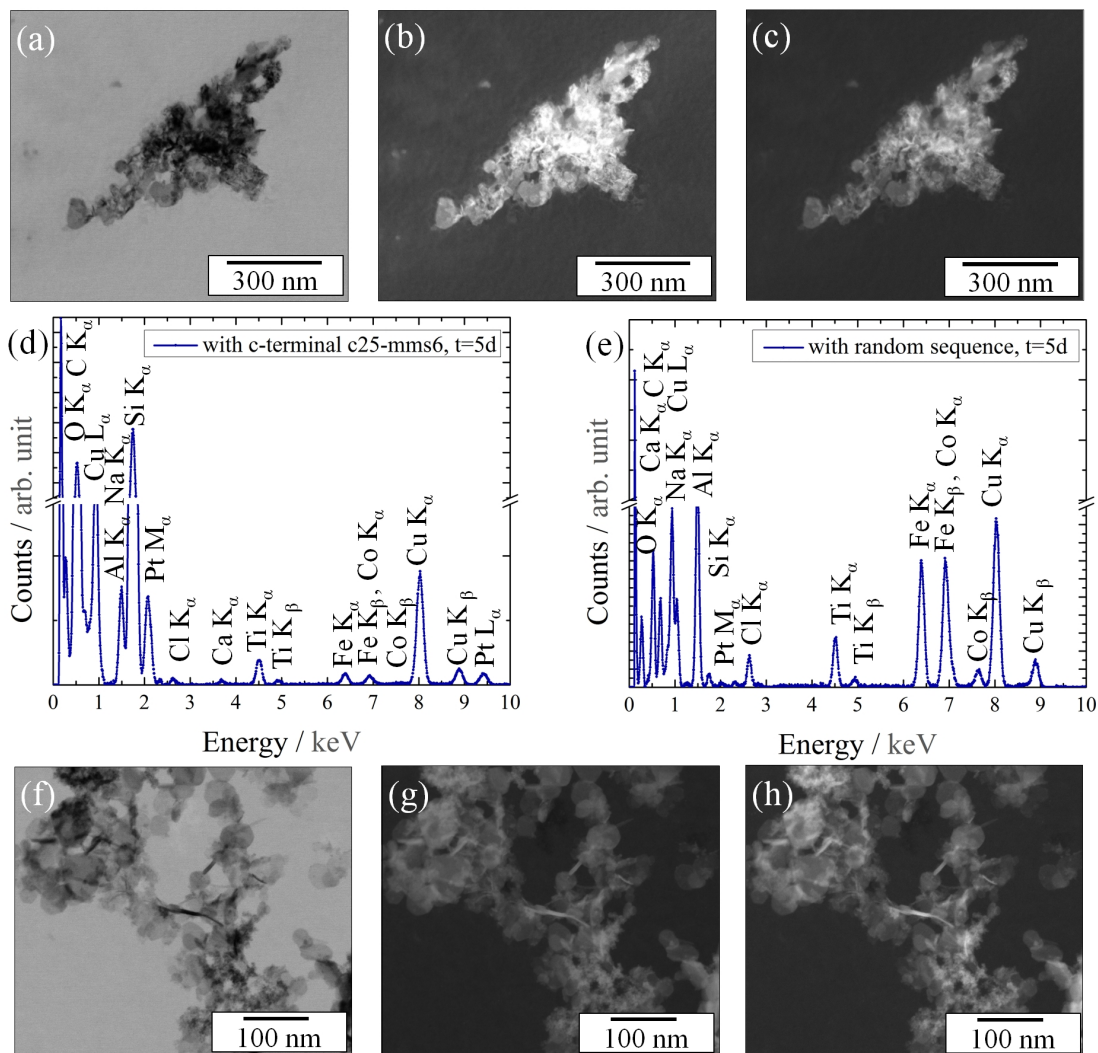 (a)
300 nm
(b)
300 nm
(c)
300 nm
(d)
with c-terminal c25-mms6, t=5d
C Kα
O Kα
Cu Lα
Na Kα
Al Kα
Si Kα
Pt Mα
Cl Kα
Ca Kα
Ti Kα
Ti Kβ
Fe Kα
Fe Kβ, Co Kα
Co Kβ
Cu Kα
Cu Kβ
Pt Lα
Counts / arb. unit
0 1 2 3 4 5 6 7 8 9 10
Energy / keV
(e)
with random sequence, t=5d
O Kα
Ca Kα
C Kα
Na Kα
Cu Lα
Al Kα
Si Kα
Pt Mα
Cl Kα
Ti Kα
Ti Kβ
Fe Kα
Fe Kβ, Co Kα
Co Kβ
Cu Kα
Cu Kβ
Counts / arb. unit
0 1 2 3 4 5 6 7 8 9 10
Energy / keV
(f)
100 nm
(g)
100 nm
(h)
100 nm